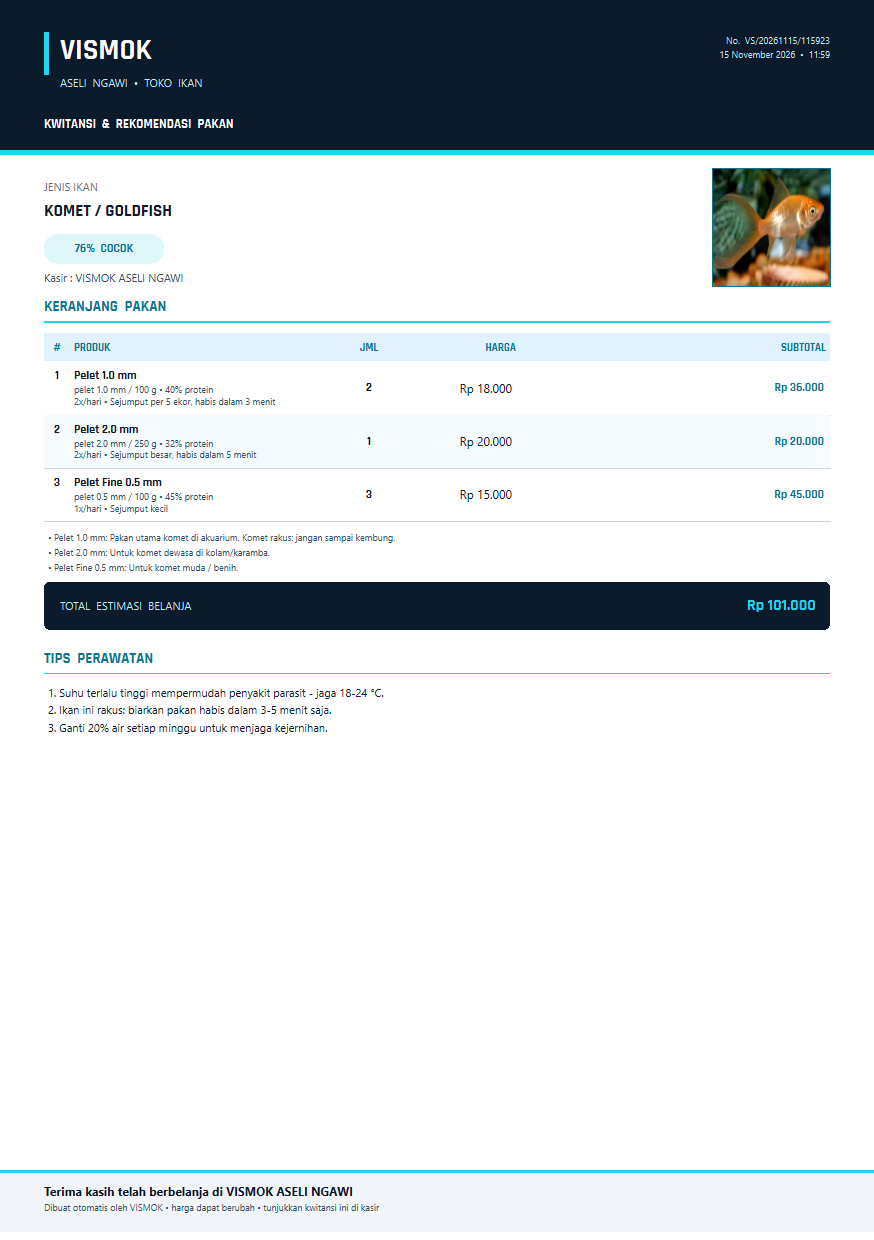 VISMOK
No. VS/20261115/115923
15 November 2026 • 11:59
ASELI NGAWI • TOKO IKAN
KWITANSI & REKOMENDASI PAKAN
JENIS IKAN
KOMET / GOLDFISH
76% COCOK
Kasir : VISMOK ASELI NGAWI
KERANJANG PAKAN
# PRODUK JML HARGA SUBTOTAL
1 Pelet 1.0 mm 2 Rp 18.000 Rp 36.000
pelet 1.0 mm / 100 g • 40% protein
2x/hari • Sejumput per 5 ekor, habis dalam 3 menit
2 Pelet 2.0 mm 1 Rp 20.000 Rp 20.000
pelet 2.0 mm / 250 g • 32% protein
2x/hari • Sejumput besar, habis dalam 5 menit
3 Pelet Fine 0.5 mm 3 Rp 15.000 Rp 45.000
pelet 0.5 mm / 100 g • 45% protein
1x/hari • Sejumput kecil
• Pelet 1.0 mm: Pakan utama komet di akuarium. Komet rakus: jangan sampai kembung.
• Pelet 2.0 mm: Untuk komet dewasa di kolam/karamba.
• Pelet Fine 0.5 mm: Untuk komet muda / benih.
TOTAL ESTIMASI BELANJA Rp 101.000
TIPS PERAWATAN
1. Suhu terlalu tinggi mempermudah penyakit parasit - jaga 18-24 °C.
2. Ikan ini rakus: biarkan pakan habis dalam 3-5 menit saja.
3. Ganti 20% air setiap minggu untuk menjaga kejernihan.
Terima kasih telah berbelanja di VISMOK ASELI NGAWI
Dibuat otomatis oleh VISMOK • harga dapat berubah • tunjukkan kwitansi ini di kasir